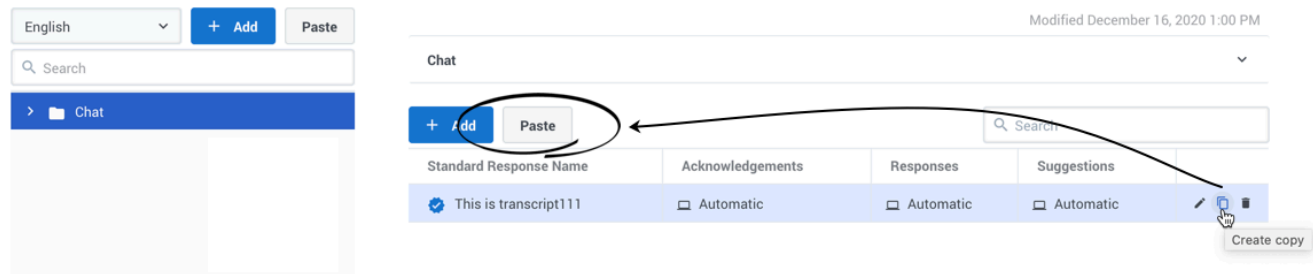 English
+ Add
Paste
Search
Chat
Modified December 16, 2020 1:00 PM
Chat
+ Add
Paste
Search
Standard Response Name Acknowledgements Responses Suggestions
This is transcript111 Automatic Automatic Automatic
Create copy